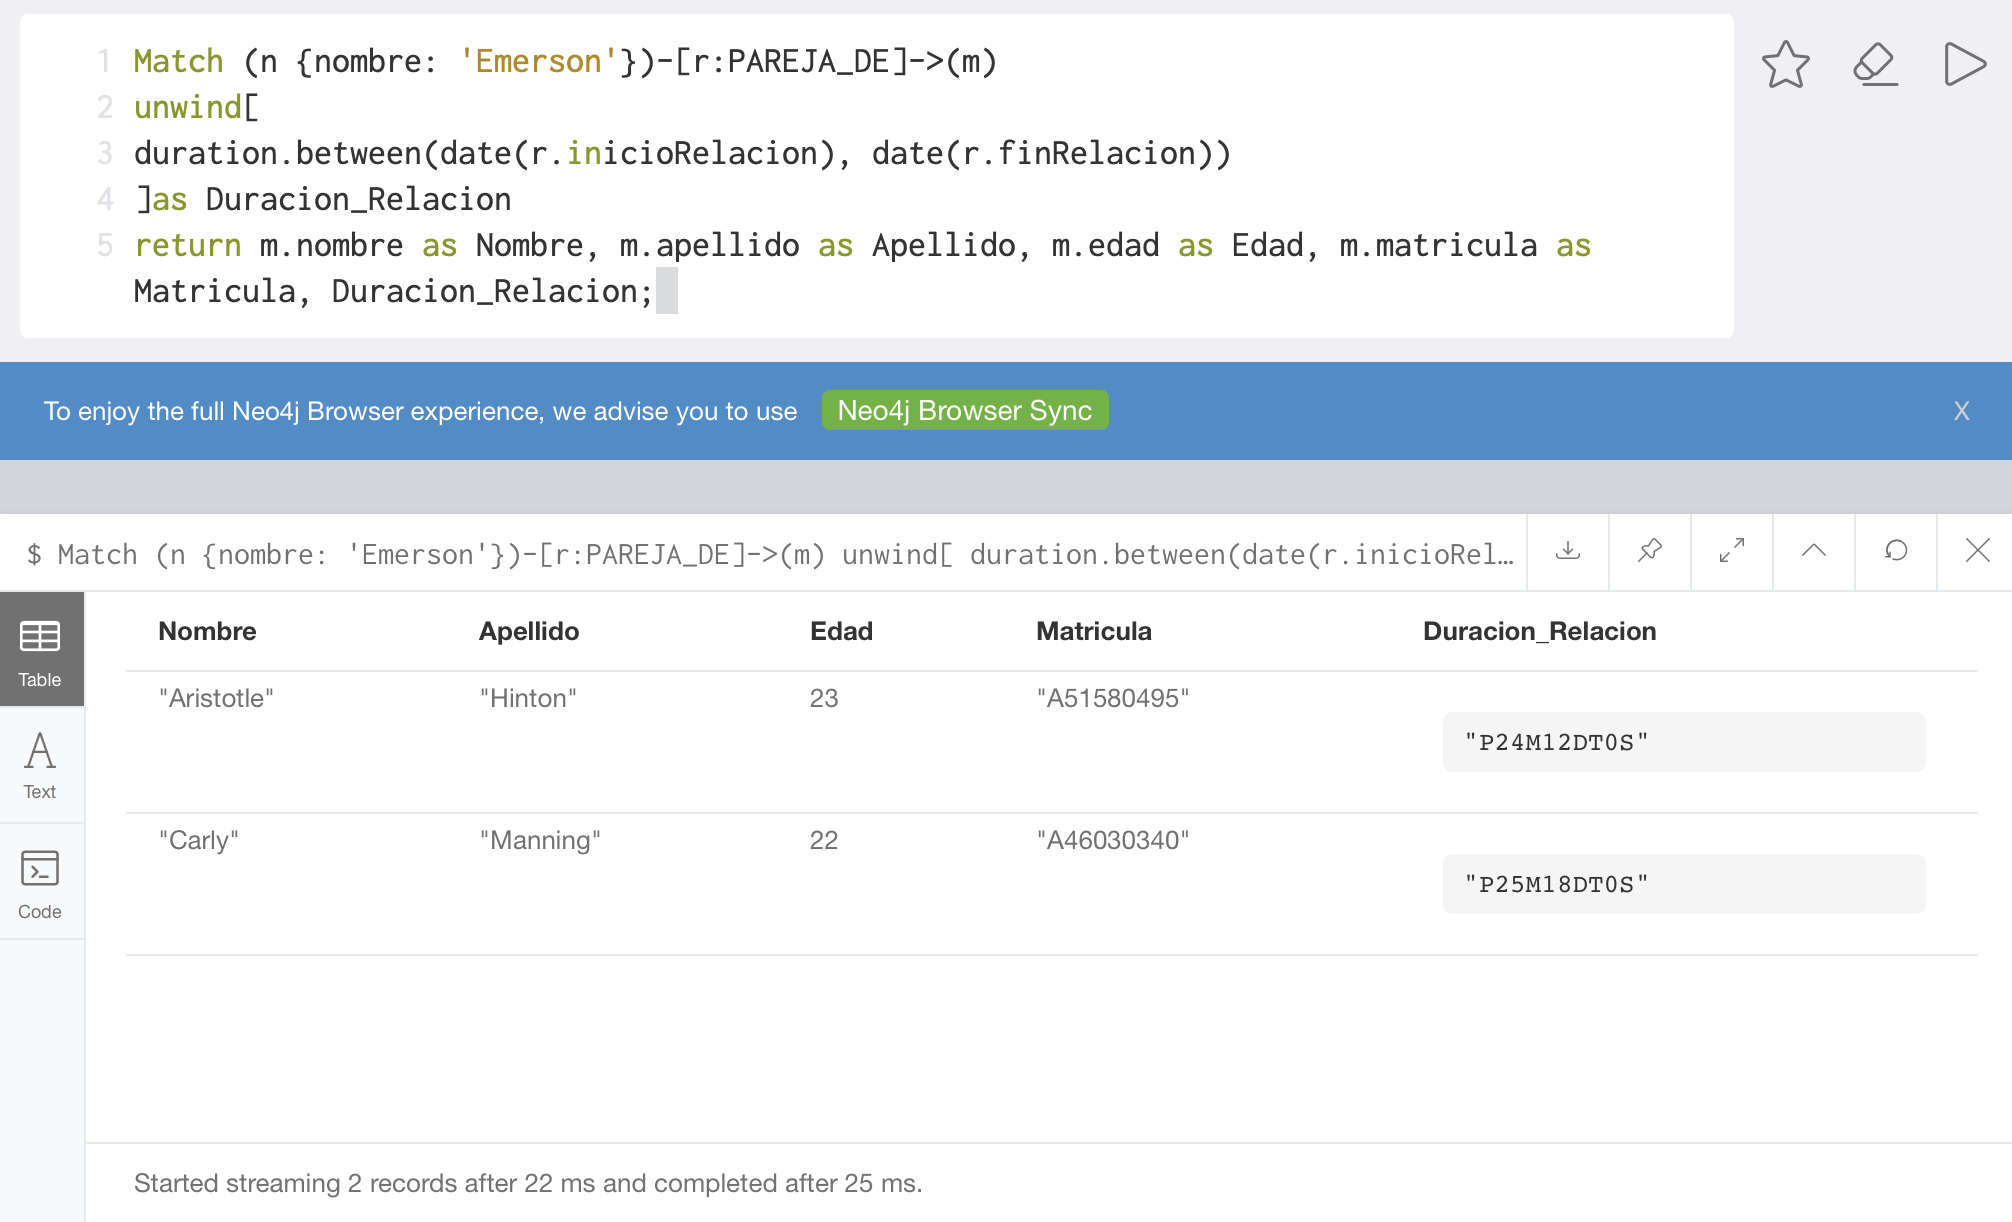 1 Match (n {nombre: 'Emerson'})-[r:PAREJA_DE]->(m)
2 unwind[
3 duration.between(date(r.inicioRelacion), date(r.finRelacion))
4 ]as Duracion_Relacion
5 return m.nombre as Nombre, m.apellido as Apellido, m.edad as Edad, m.matricula as
Matricula, Duracion_Relacion;
To enjoy the full Neo4j Browser experience, we advise you to use Neo4j Browser Sync X
$ Match (n {nombre: 'Emerson'})-[r:PAREJA_DE]->(m) unwind[ duration.between(date(r.inicioRel…
Table
Text
Code
Nombre Apellido Edad Matricula Duracion_Relacion
"Aristotle" "Hinton" 23 "A51580495" "P24M12DT0S"
"Carly" "Manning" 22 "A46030340" "P25M18DT0S"
Started streaming 2 records after 22 ms and completed after 25 ms.